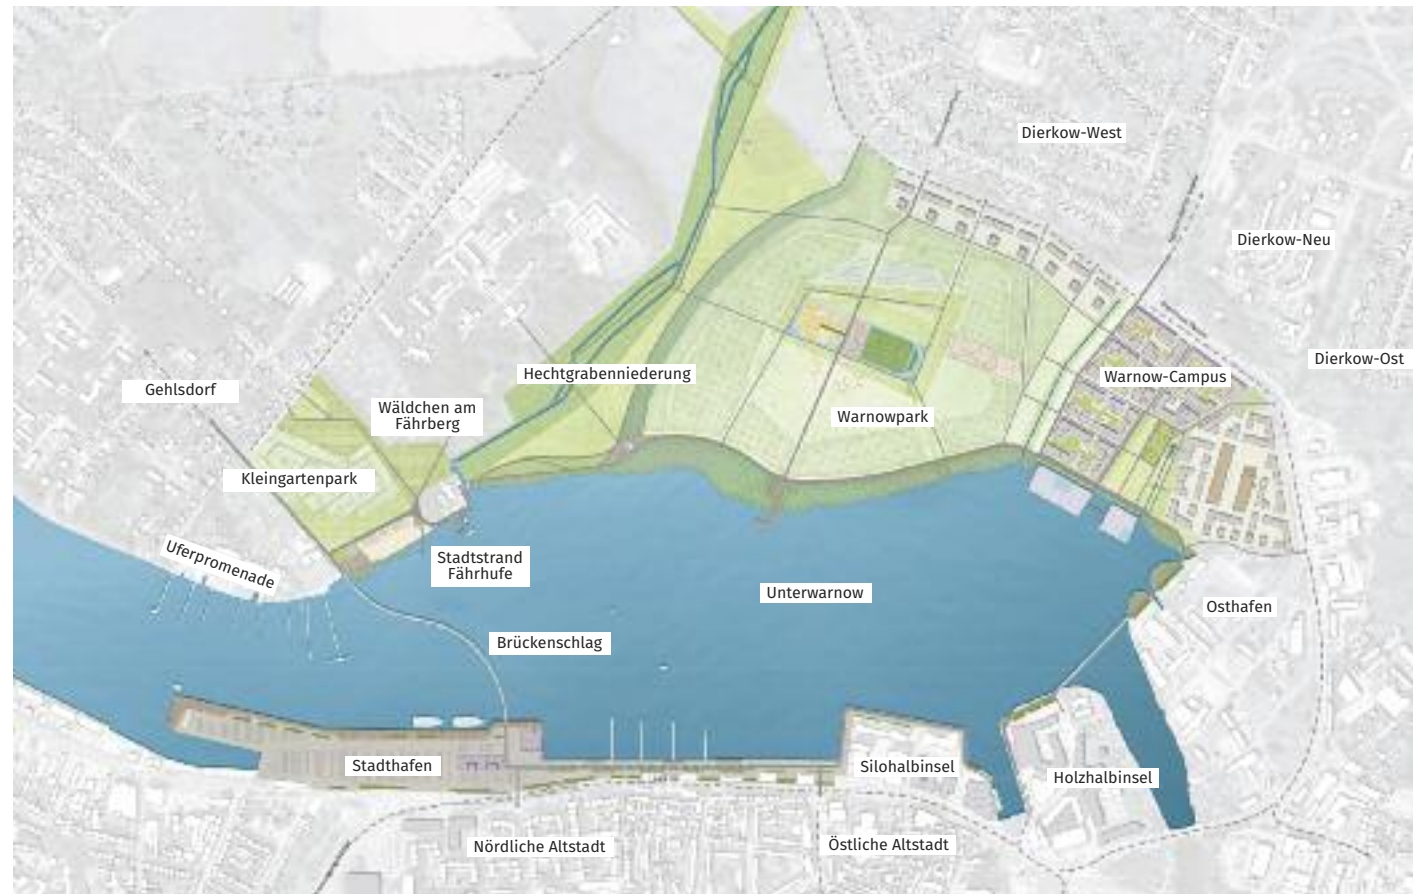 Dierkow-West
Dierkow-Neu
Dierkow-Ost
Hechtgrabenniederung
Warnow-Campus
Gehlsdorf
Wäldchen am
Fährberg
Warnowpark
Kleingartenpark
Uferpromenade
Stadtstrand
Fährhufe
Unterwarnow
Osthafen
Brückenschlag
Stadthafen
Silohalbinsel
Holzhalbinsel
Nördliche Altstadt
Östliche Altstadt